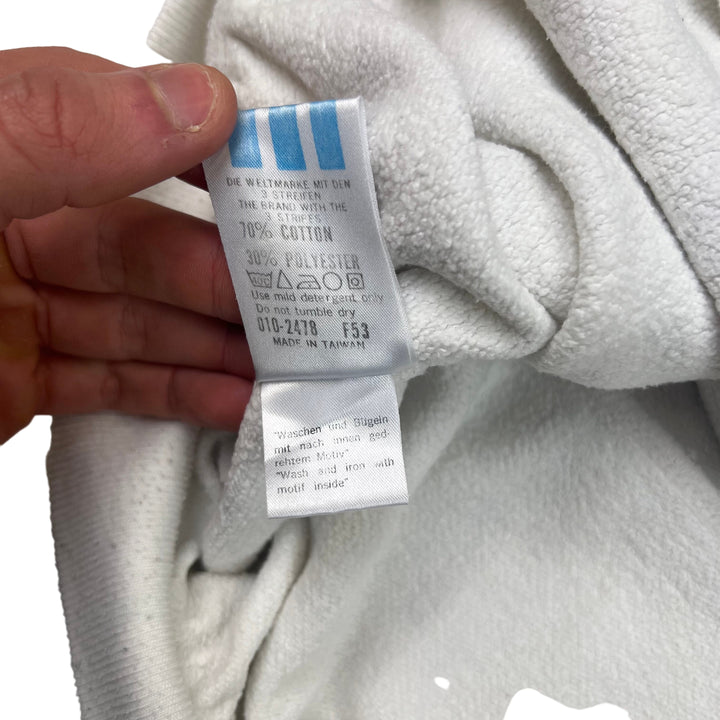 DIE WELTMARKE MIT DEN
3 STREIFEN
THE BRAND WITH THE
3 STRIPES
70% COTTON
30% POLYESTER
Use mild detergent only
Do not tumble dry
010-2478 F53
MADE IN TAIWAN
"Waschen und Bügeln
mit nach innen ged-
rehtem Motiv"
"Wash and iron with
motif inside"